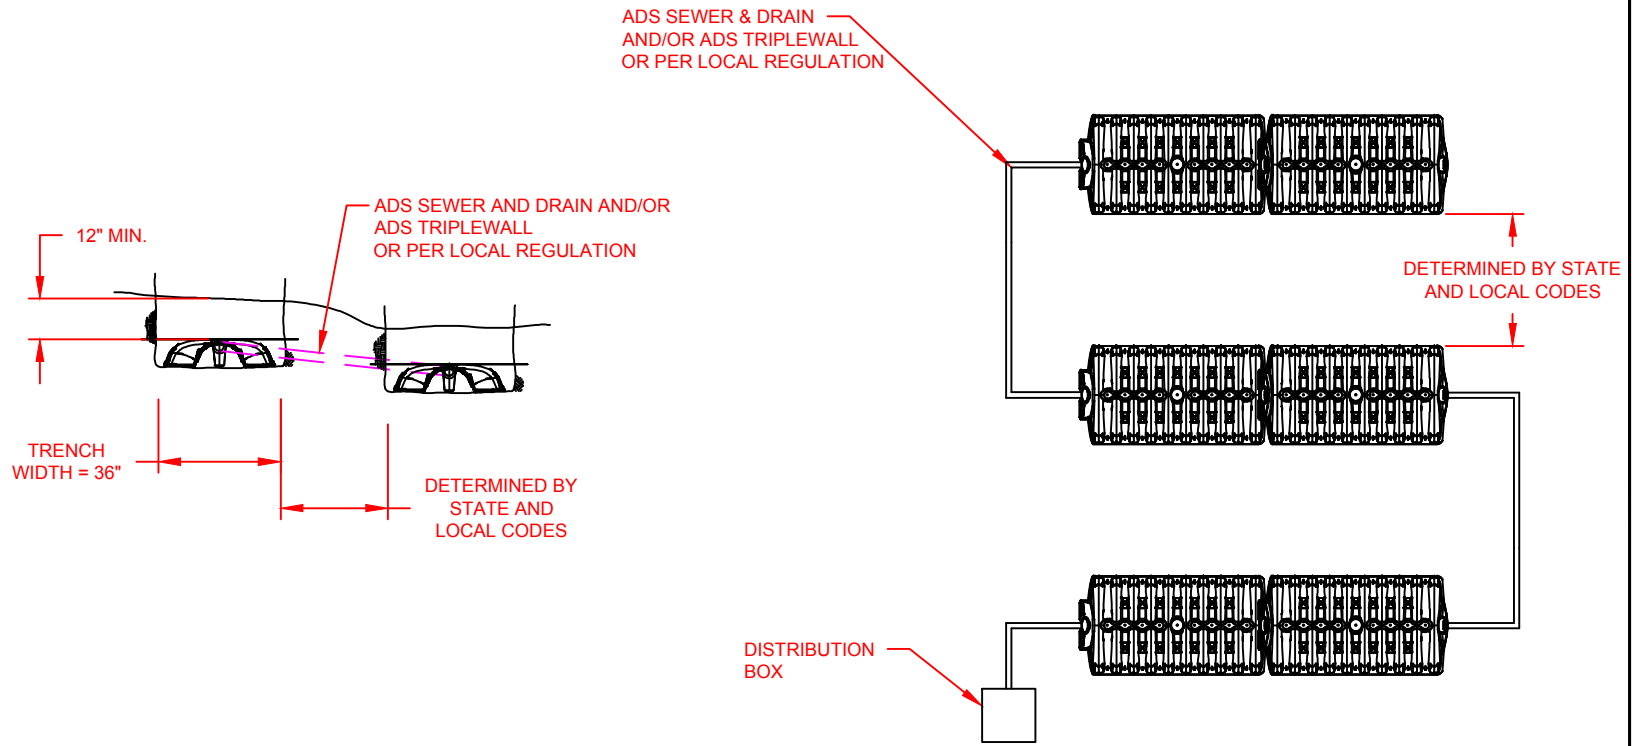 ADS SEWER & DRAIN
AND/OR ADS TRIPLEWALL
OR PER LOCAL REGULATION
12" MIN.
ADS SEWER AND DRAIN AND/OR
ADS TRIPLEWALL
OR PER LOCAL REGULATION
DETERMINED BY STATE
AND LOCAL CODES
TRENCH
WIDTH = 36"
DETERMINED BY
STATE AND
LOCAL CODES
DISTRIBUTION
BOX